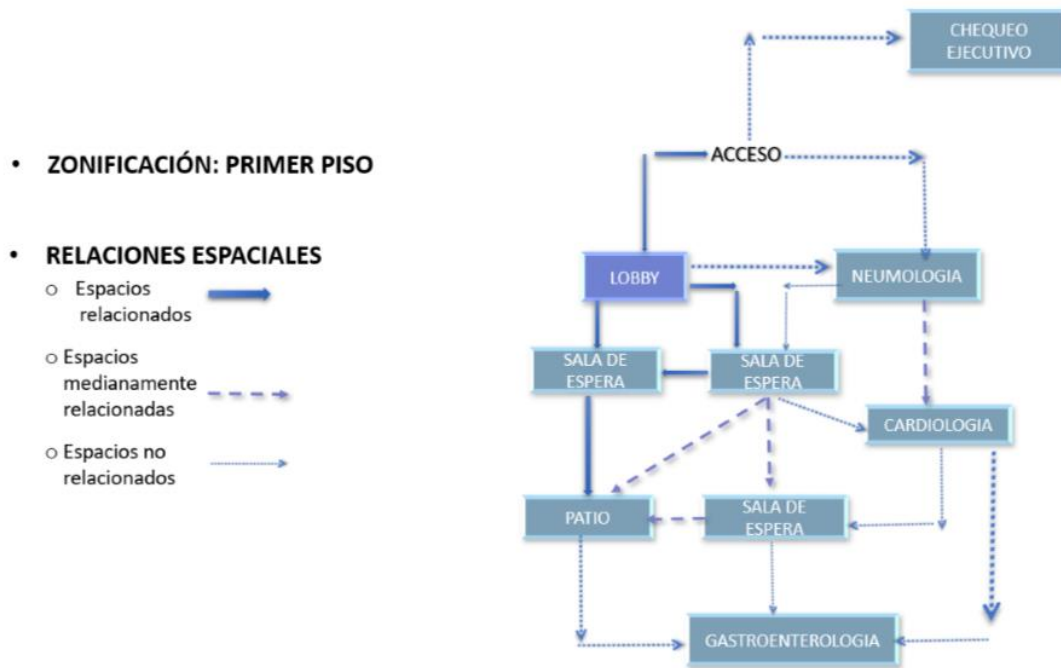 • ZONIFICACIÓN: PRIMER PISO
• RELACIONES ESPACIALES
o Espacios
relacionados
o Espacios
medianamente
relacionadas
o Espacios no
relacionados
CHEQUEO
EJECUTIVO
ACCESO
LOBBY
NEUMOLOGIA
SALA DE
ESPERA
SALA DE
ESPERA
CARDIOLOGIA
PATIO
SALA DE
ESPERA
GASTROENTEROLOGIA